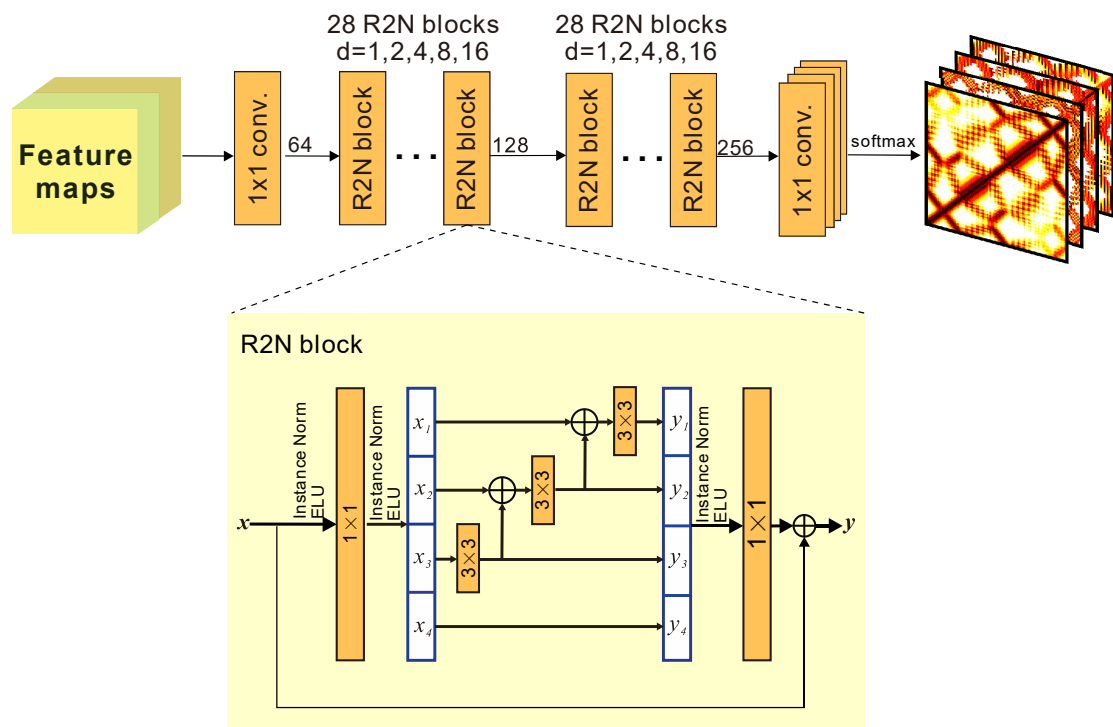 28 R2N blocks
d=1,2,4,8,16
28 R2N blocks
d=1,2,4,8,16
Feature
maps
1x1 conv.
64
R2N block
...
R2N block
128
R2N block
...
R2N block
256
1x1 conv.
softmax
R2N block
x
Instance Norm
ELU
1×1
Instance Norm
ELU
x1
x2
x3
x4
3×3
3×3
3×3
y1
y2
y3
y4
Instance Norm
ELU
1×1
y